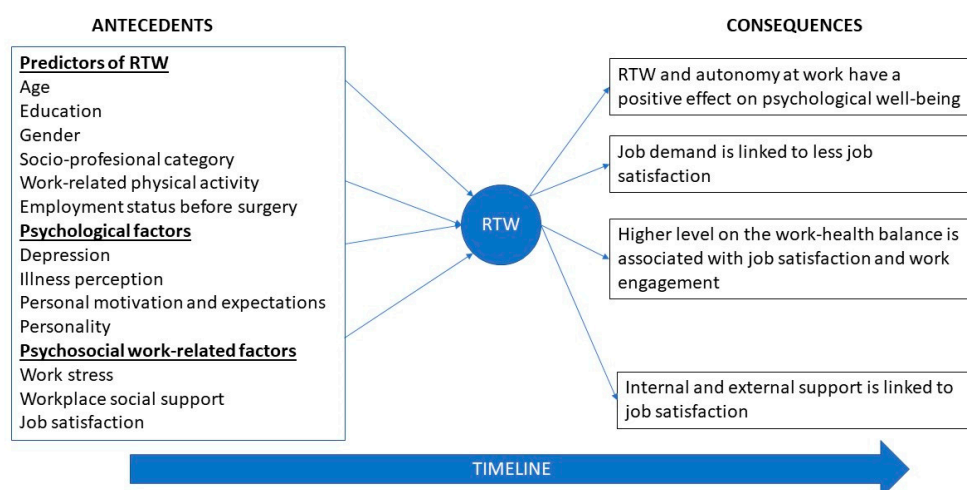 ANTECEDENTS
Predictors of RTW
Age
Education
Gender
Socio-profesional category
Work-related physical activity
Employment status before surgery
Psychological factors
Depression
Illness perception
Personal motivation and expectations
Personality
Psychosocial work-related factors
Work stress
Workplace social support
Job satisfaction
RTW
CONSEQUENCES
RTW and autonomy at work have a
positive effect on psychological well-being
Job demand is linked to less job
satisfaction
Higher level on the work-health balance is
associated with job satisfaction and work
engagement
Internal and external support is linked to
job satisfaction
TIMELINE